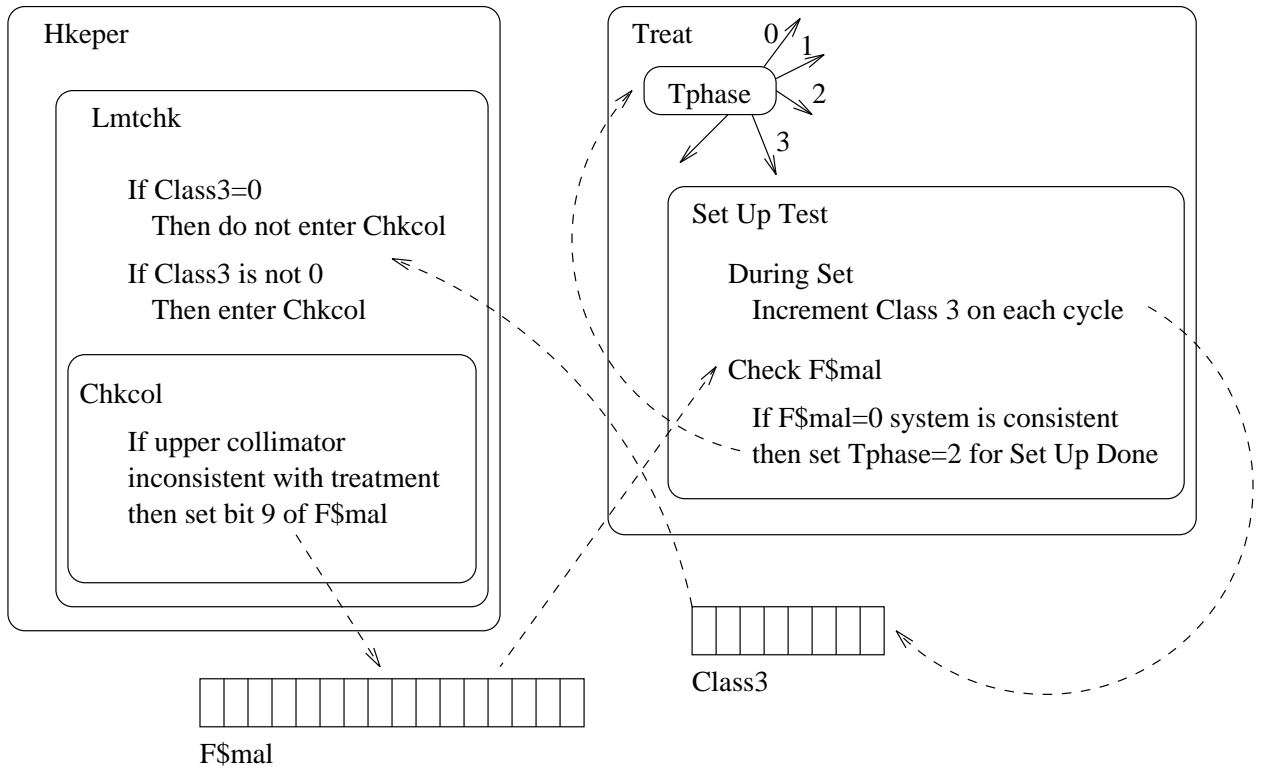 Hkeper
Lmtchk
If Class3=0
Then do not enter Chkcol
If Class3 is not 0
Then enter Chkcol
Chkcol
If upper collimator
inconsistent with treatment
then set bit 9 of F$mal
F$mal
Treat
Tphase
0
1
2
3
Set Up Test
During Set
Increment Class 3 on each cycle
Check F$mal
If F$mal=0 system is consistent
then set Tphase=2 for Set Up Done
Class3